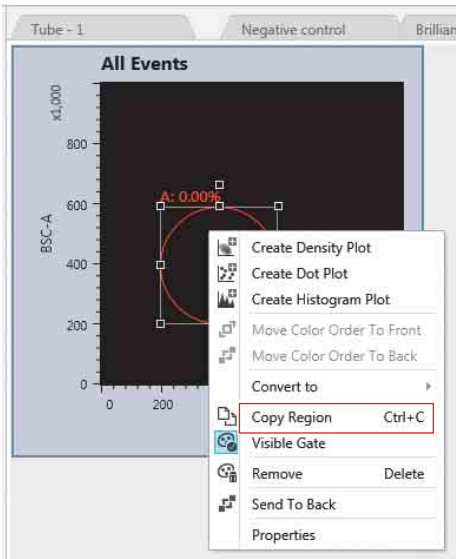 Tube - 1
Negative control
Brillian
All Events
x1,000
800
600
400
200
0
BSC-A
0
200
A: 0.00%
Create Density Plot
Create Dot Plot
Create Histogram Plot
Move Color Order To Front
Move Color Order To Back
Convert to
Copy Region Ctrl+C
Visible Gate
Remove Delete
Send To Back
Properties